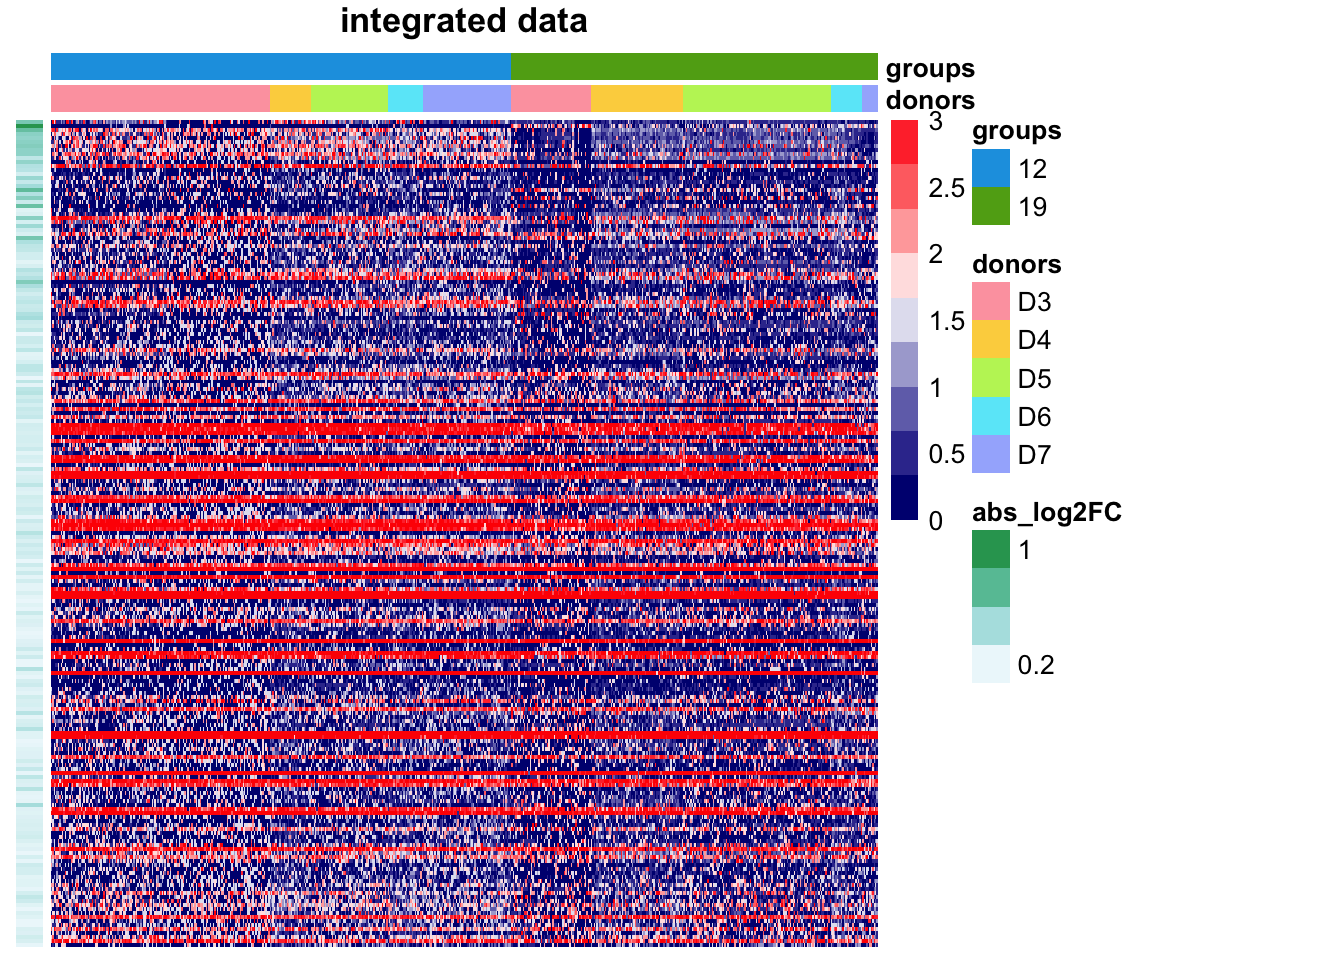 integrated data
groups
donors
3
2.5
2
1.5
1
0.5
0
groups
12
19
donors
D3
D4
D5
D6
D7
abs_log2FC
1
0.2